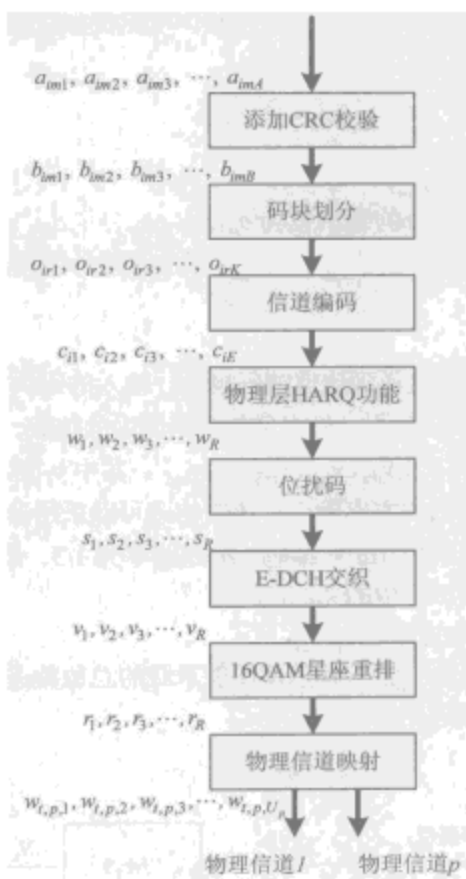 a_{im1}, a_{im2}, a_{im3}, ⋯, a_{imA}
添加CRC校验
b_{im1}, b_{im2}, b_{im3}, ⋯, b_{imB}
码块划分
o_{ir1}, o_{ir2}, o_{ir3}, ⋯, o_{irK}
信道编码
c_{i1}, c_{i2}, c_{i3}, ⋯, c_{iE}
物理层HARQ功能
w_1, w_2, w_3, ⋯, w_R
位扰码
s_1, s_2, s_3, ⋯, s_R
E-DCH交织
v_1, v_2, v_3, ⋯, v_R
16QAM星座重排
r_1, r_2, r_3, ⋯, r_R
物理信道映射
w_{t,p,1}, w_{t,p,2}, w_{t,p,3}, ⋯, w_{t,p,U_p}
物理信道1 物理信道p